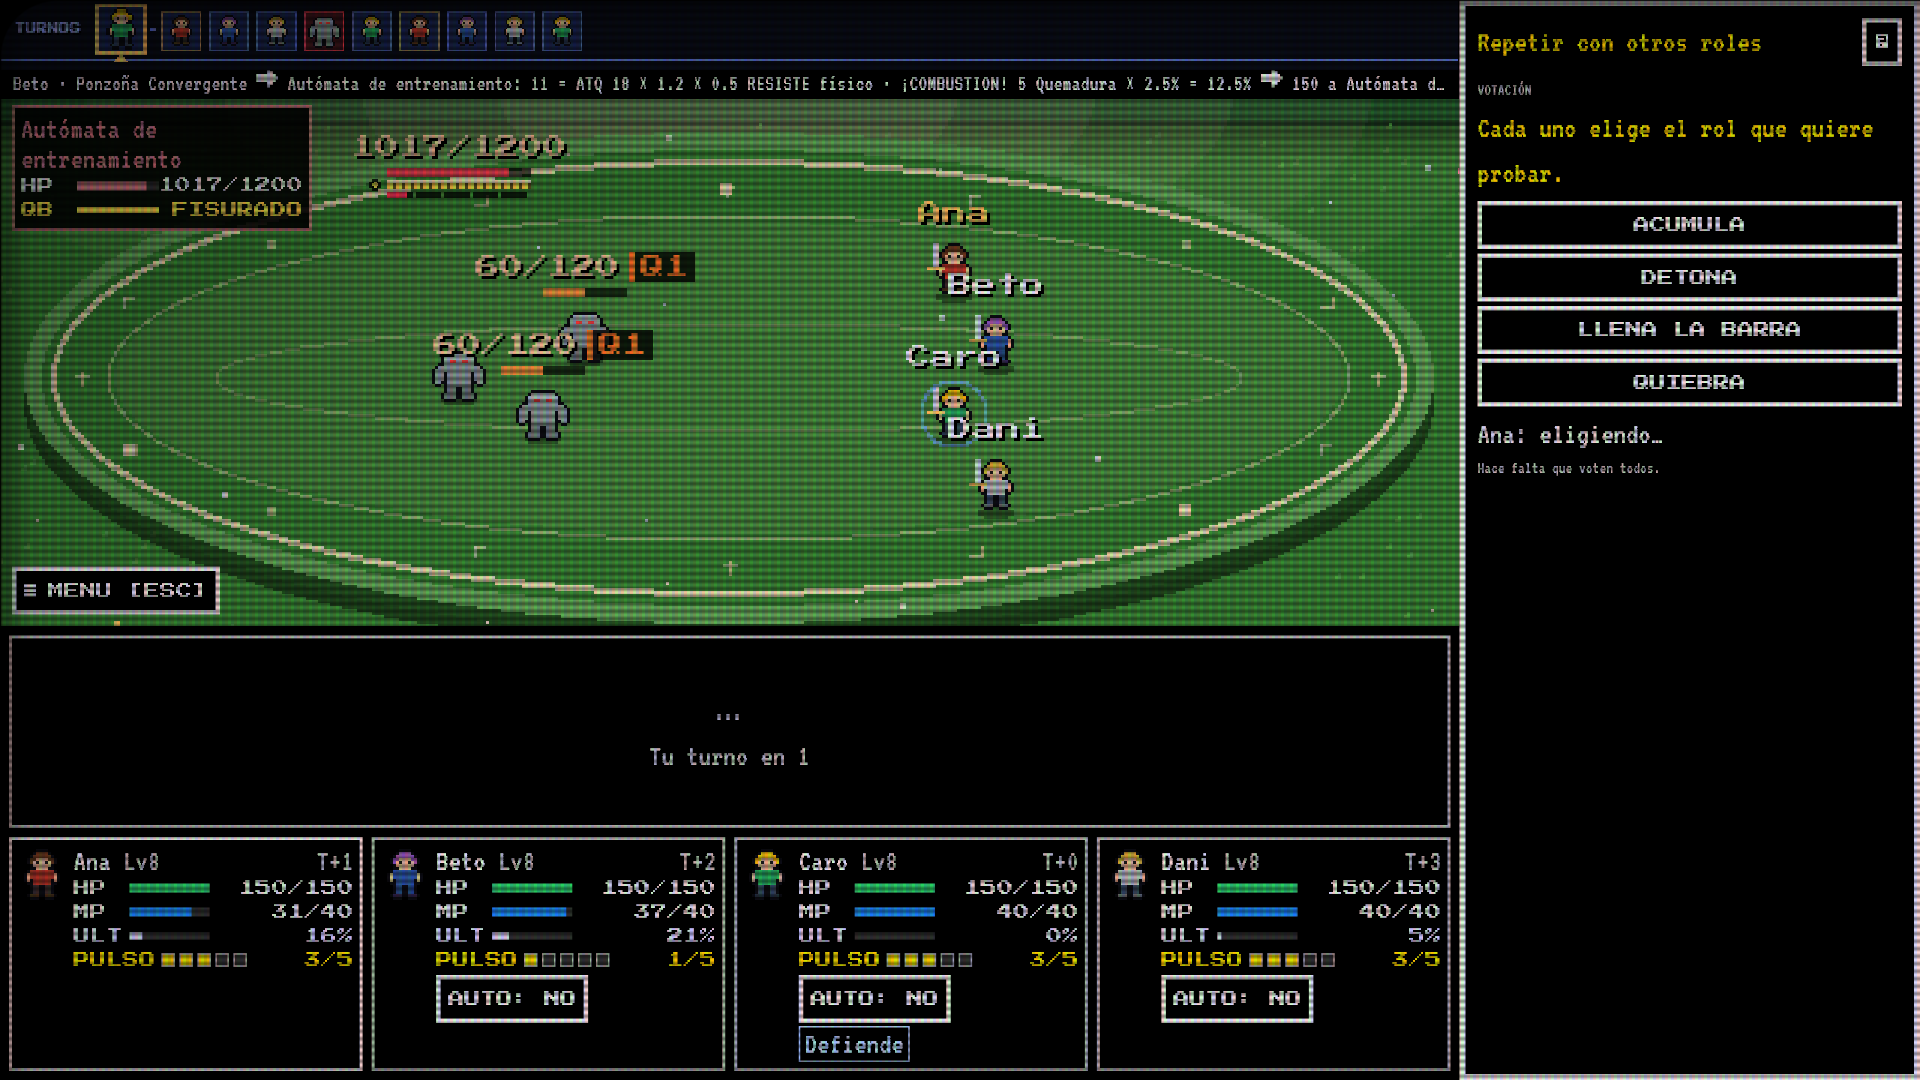 TURNOS
Beto · Ponzoña Convergente ➡ Autómata de entrenamiento: 11 = ATQ 18 X 1.2 X 0.5 RESISTE físico · ¡COMBUSTION! 5 Quemadura X 2.5% = 12.5% ➡ 150 a Autómata d…
Autómata de
entrenamiento
HP 1017/1200
QB FISURADO
1017/1200
Ana
60/120 Q1
Beto
60/120 Q1
Caro
Dani
≡ MENU [ESC]
...
Tu turno en 1
Ana Lv8 T+1
HP 150/150
MP 31/40
ULT 16%
PULSO 3/5
Beto Lv8 T+2
HP 150/150
MP 37/40
ULT 21%
PULSO 1/5
AUTO: NO
Caro Lv8 T+0
HP 150/150
MP 40/40
ULT 0%
PULSO 3/5
AUTO: NO
Defiende
Dani Lv8 T+3
HP 150/150
MP 40/40
ULT 5%
PULSO 3/5
AUTO: NO
Repetir con otros roles
VOTACIÓN
Cada uno elige el rol que quiere
probar.
ACUMULA
DETONA
LLENA LA BARRA
QUIEBRA
Ana: eligiendo…
Hace falta que voten todos.